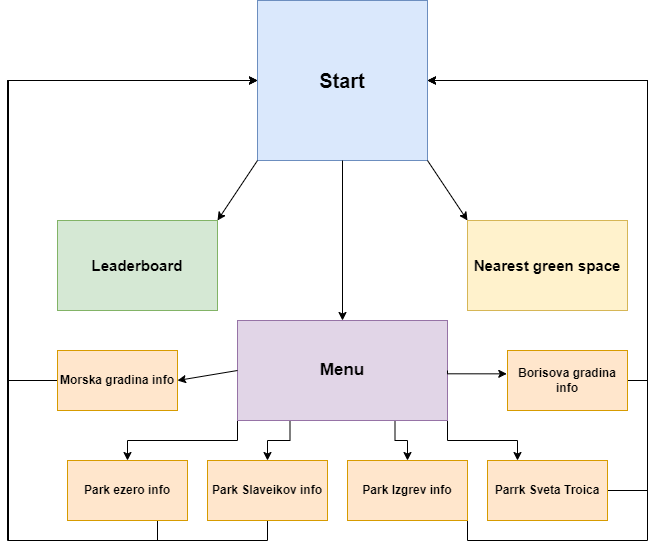 Start
Leaderboard
Nearest green space
Menu
Morska gradina info
Borisova gradina
info
Park ezero info
Park Slaveikov info
Park Izgrev info
Parrk Sveta Troica